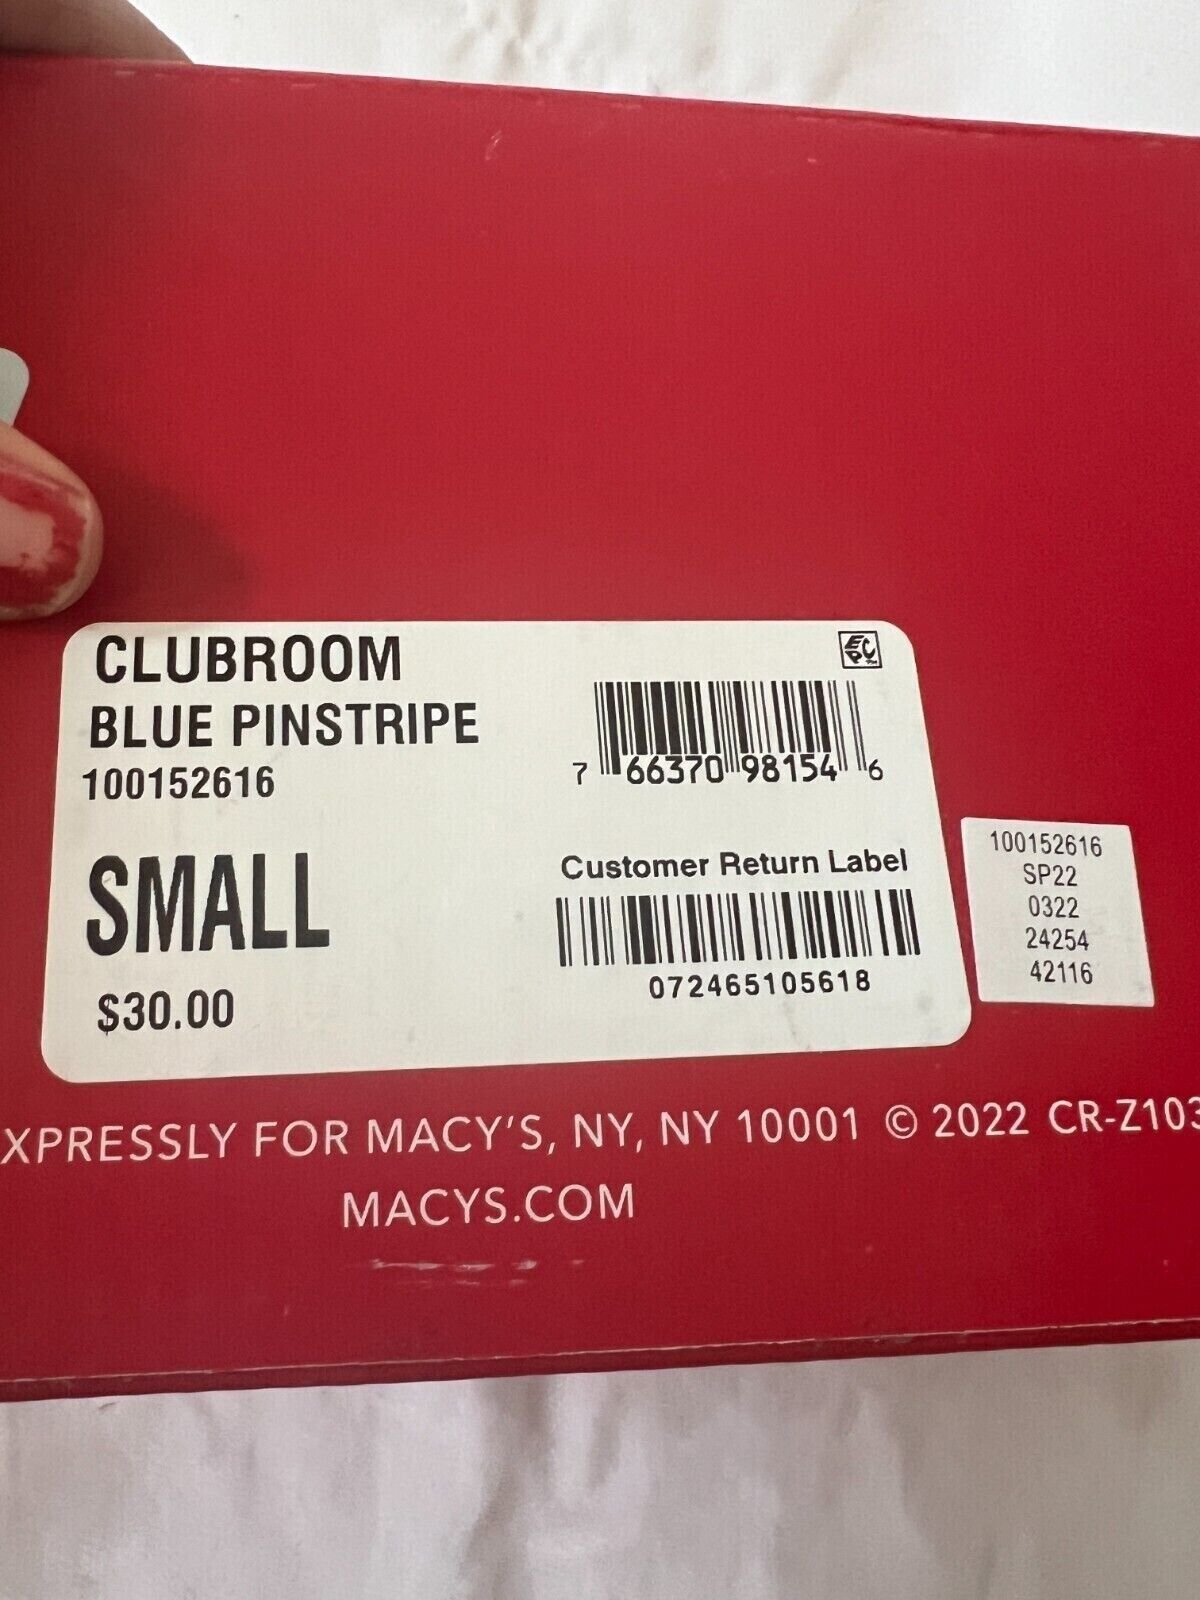 CLUBROOM
BLUE PINSTRIPE
100152616
SMALL
$30.00
EPC
7 66370 98154 6
Customer Return Label
072465105618
100152616
SP22
0322
24254
42116
XPRESSLY FOR MACY'S, NY, NY 10001 © 2022 CR-Z103
MACYS.COM